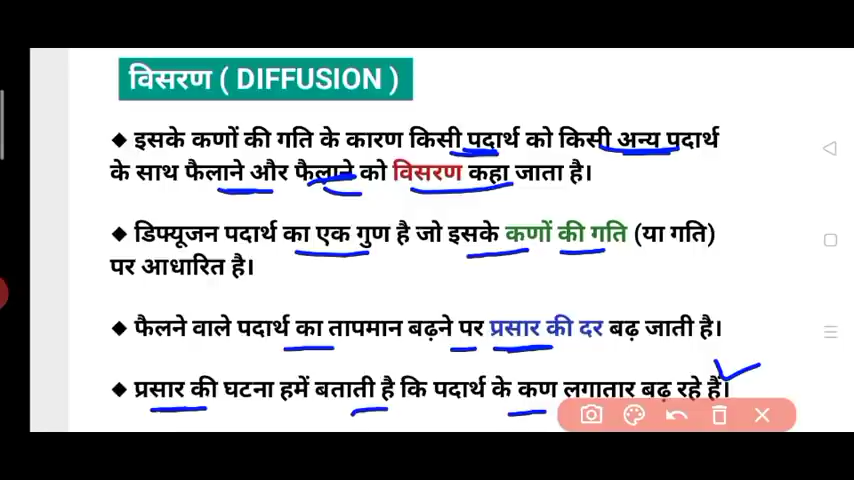 विसरण ( DIFFUSION )
◆ इसके कणों की गति के कारण किसी पदार्थ को किसी अन्य पदार्थ
के साथ फैलाने और फैलाने को विसरण कहा जाता है।
◆ डिफ्यूजन पदार्थ का एक गुण है जो इसके कणों की गति (या गति)
पर आधारित है।
◆ फैलने वाले पदार्थ का तापमान बढ़ने पर प्रसार की दर बढ़ जाती है।
◆ प्रसार की घटना हमें बताती है कि पदार्थ के कण लगातार बढ़ रहे हैं।